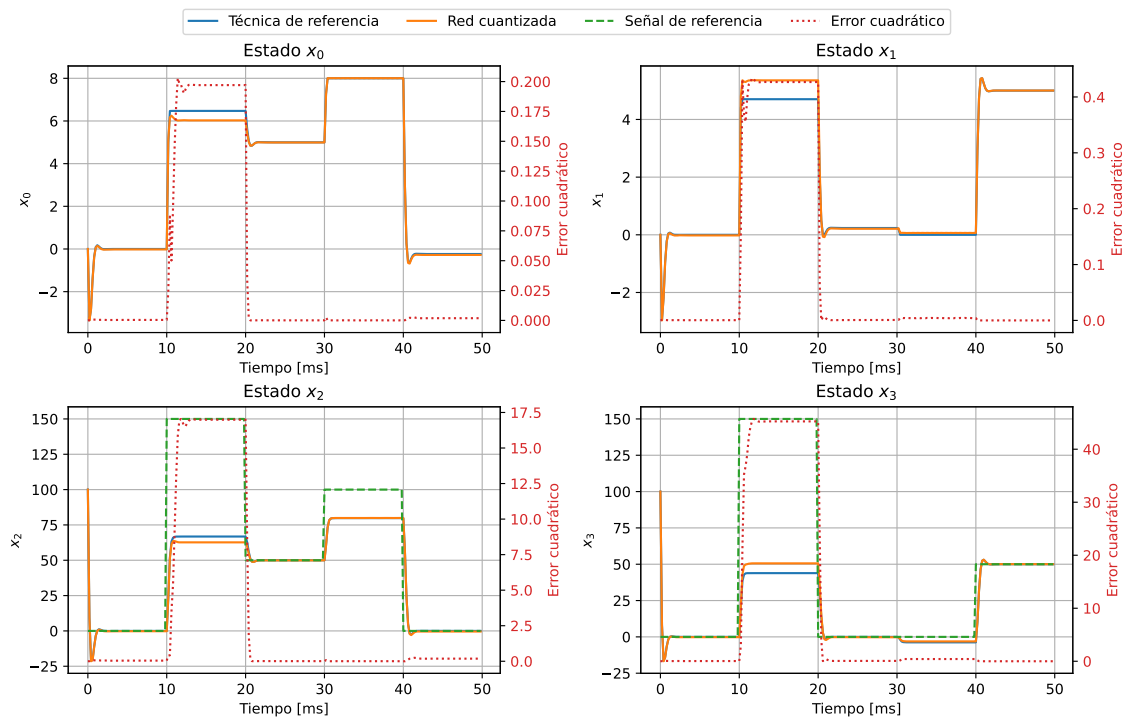 Técnica de referencia Red cuantizada Señal de referencia Error cuadrático
Estado x₀
Estado x₁
8
6
4
2
0
−2
x₀
0.200
0.175
0.150
0.125
0.100
0.075
0.050
0.025
0.000
Error cuadrático
0 10 20 30 40 50
Tiempo [ms]
4
2
0
−2
x₁
0.4
0.3
0.2
0.1
0.0
Error cuadrático
0 10 20 30 40 50
Tiempo [ms]
Estado x₂
Estado x₃
150
125
100
75
50
25
0
−25
x₂
17.5
15.0
12.5
10.0
7.5
5.0
2.5
0.0
Error cuadrático
0 10 20 30 40 50
Tiempo [ms]
150
125
100
75
50
25
0
−25
x₃
40
30
20
10
0
Error cuadrático
0 10 20 30 40 50
Tiempo [ms]